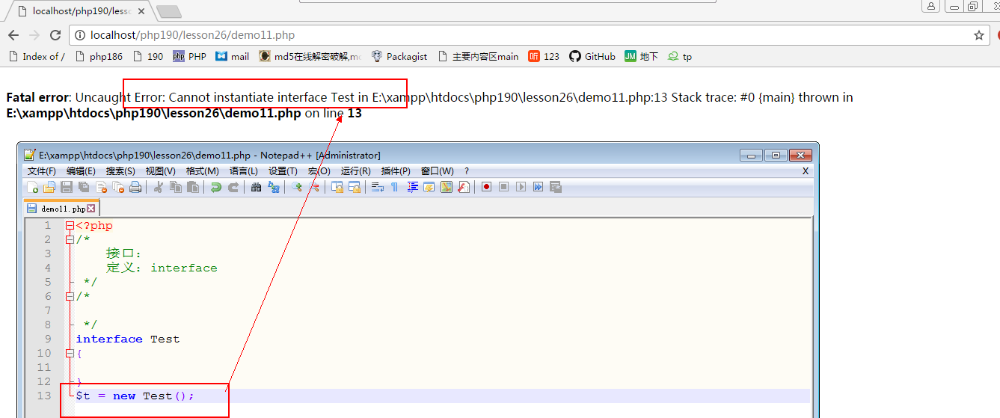 localhost/php190/lesso
localhost/php190/lesson26/demo11.php
Index of / php186 190 PHP mail md5在线解密破解,md Packagist 主要内容区main 123 GitHub 地下 tp
Fatal error: Uncaught Error: Cannot instantiate interface Test in E:\xampp\htdocs\php190\lesson26\demo11.php:13 Stack trace: #0 {main} thrown in
E:\xampp\htdocs\php190\lesson26\demo11.php on line 13
E:\xampp\htdocs\php190\lesson26\demo11.php - Notepad++ [Administrator]
文件(F) 编辑(E) 搜索(S) 视图(V) 格式(M) 语言(L) 设置(T) 宏(O) 运行(R) 插件(P) 窗口(W) ? X
demo11.php
1 <?php
2 /*
3 接口:
4 定义: interface
5 */
6 /*
7
8 */
9 interface Test
10 {
11
12 }
13 $t = new Test();